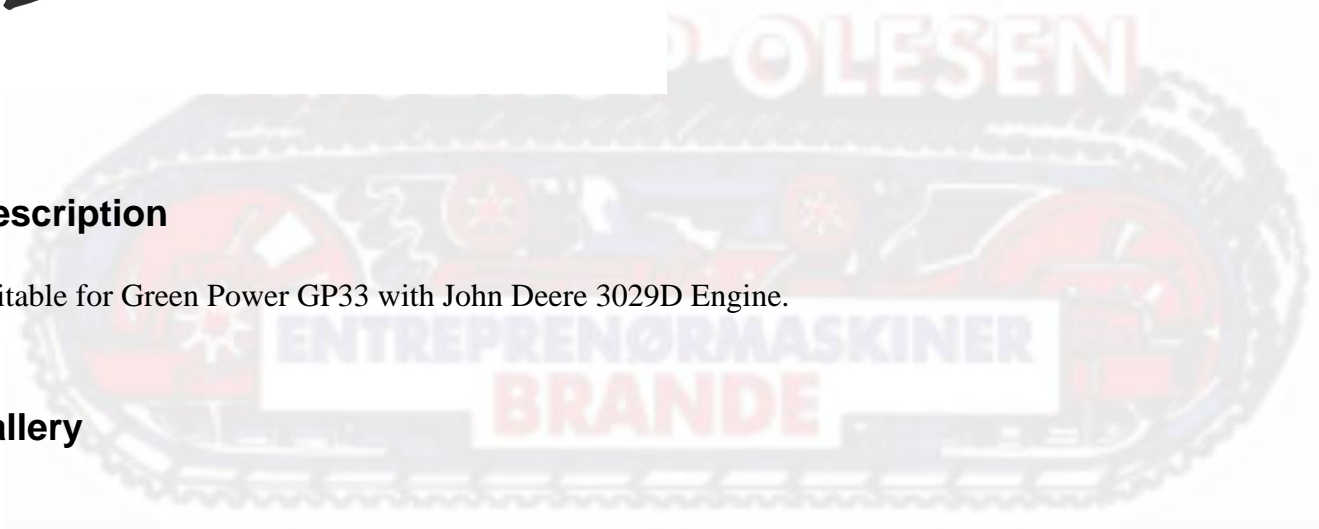 P OLESEN
escription
itable for Green Power GP33 with John Deere 3029D Engine.
ENTREPRENØRMASKINER
BRANDE
allery